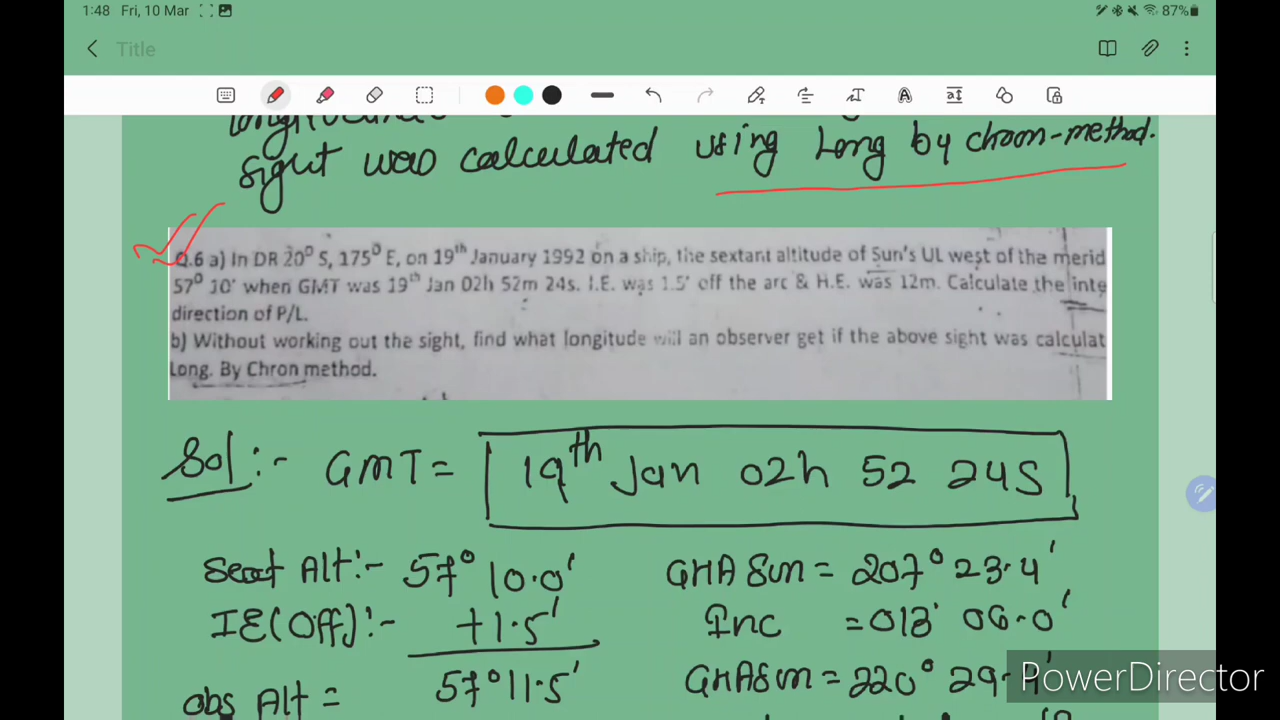 1:48 Fri, 10 Mar
87%
Title
sight was calculated using Long by chron-method.
Q.6 a) In DR 20° S, 175° E, on 19th January 1992 on a ship, the sextant altitude of Sun's UL west of the merid
57° 10' when GMT was 19th Jan 02h 52m 24s. I.E. was 1.5' off the arc & H.E. was 12m. Calculate the inte
direction of P/L.
b) Without working out the sight, find what longitude will an observer get if the above sight was calculat
Long. By Chron method.
Sol:- GMT = 19th Jan 02h 52 24s
Sext Alt:- 57° 10.0' GHA Sun = 207° 23.4'
IE(Off):- +1.5' Inc = 013° 06.0'
57° 11.5' GHASun = 220° 29.4'
obs Alt =
PowerDirector